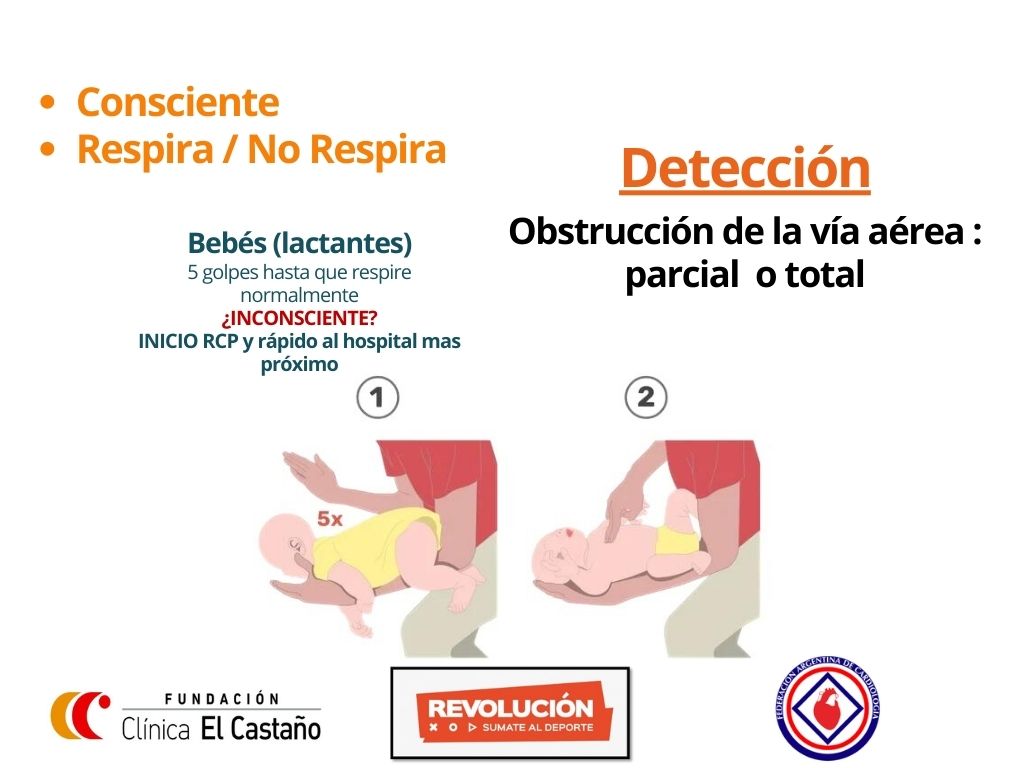 • Consciente
• Respira / No Respira
Detección
Obstrucción de la vía aérea :
parcial o total
Bebés (lactantes)
5 golpes hasta que respire
normalmente
¿INCONSCIENTE?
INICIO RCP y rápido al hospital mas
próximo
1
2
5x
FUNDACIÓN
Clínica El Castaño
REVOLUCIÓN
SUMATE AL DEPORTE
FEDERACIÓN ARGENTINA DE CARDIOLOGÍA